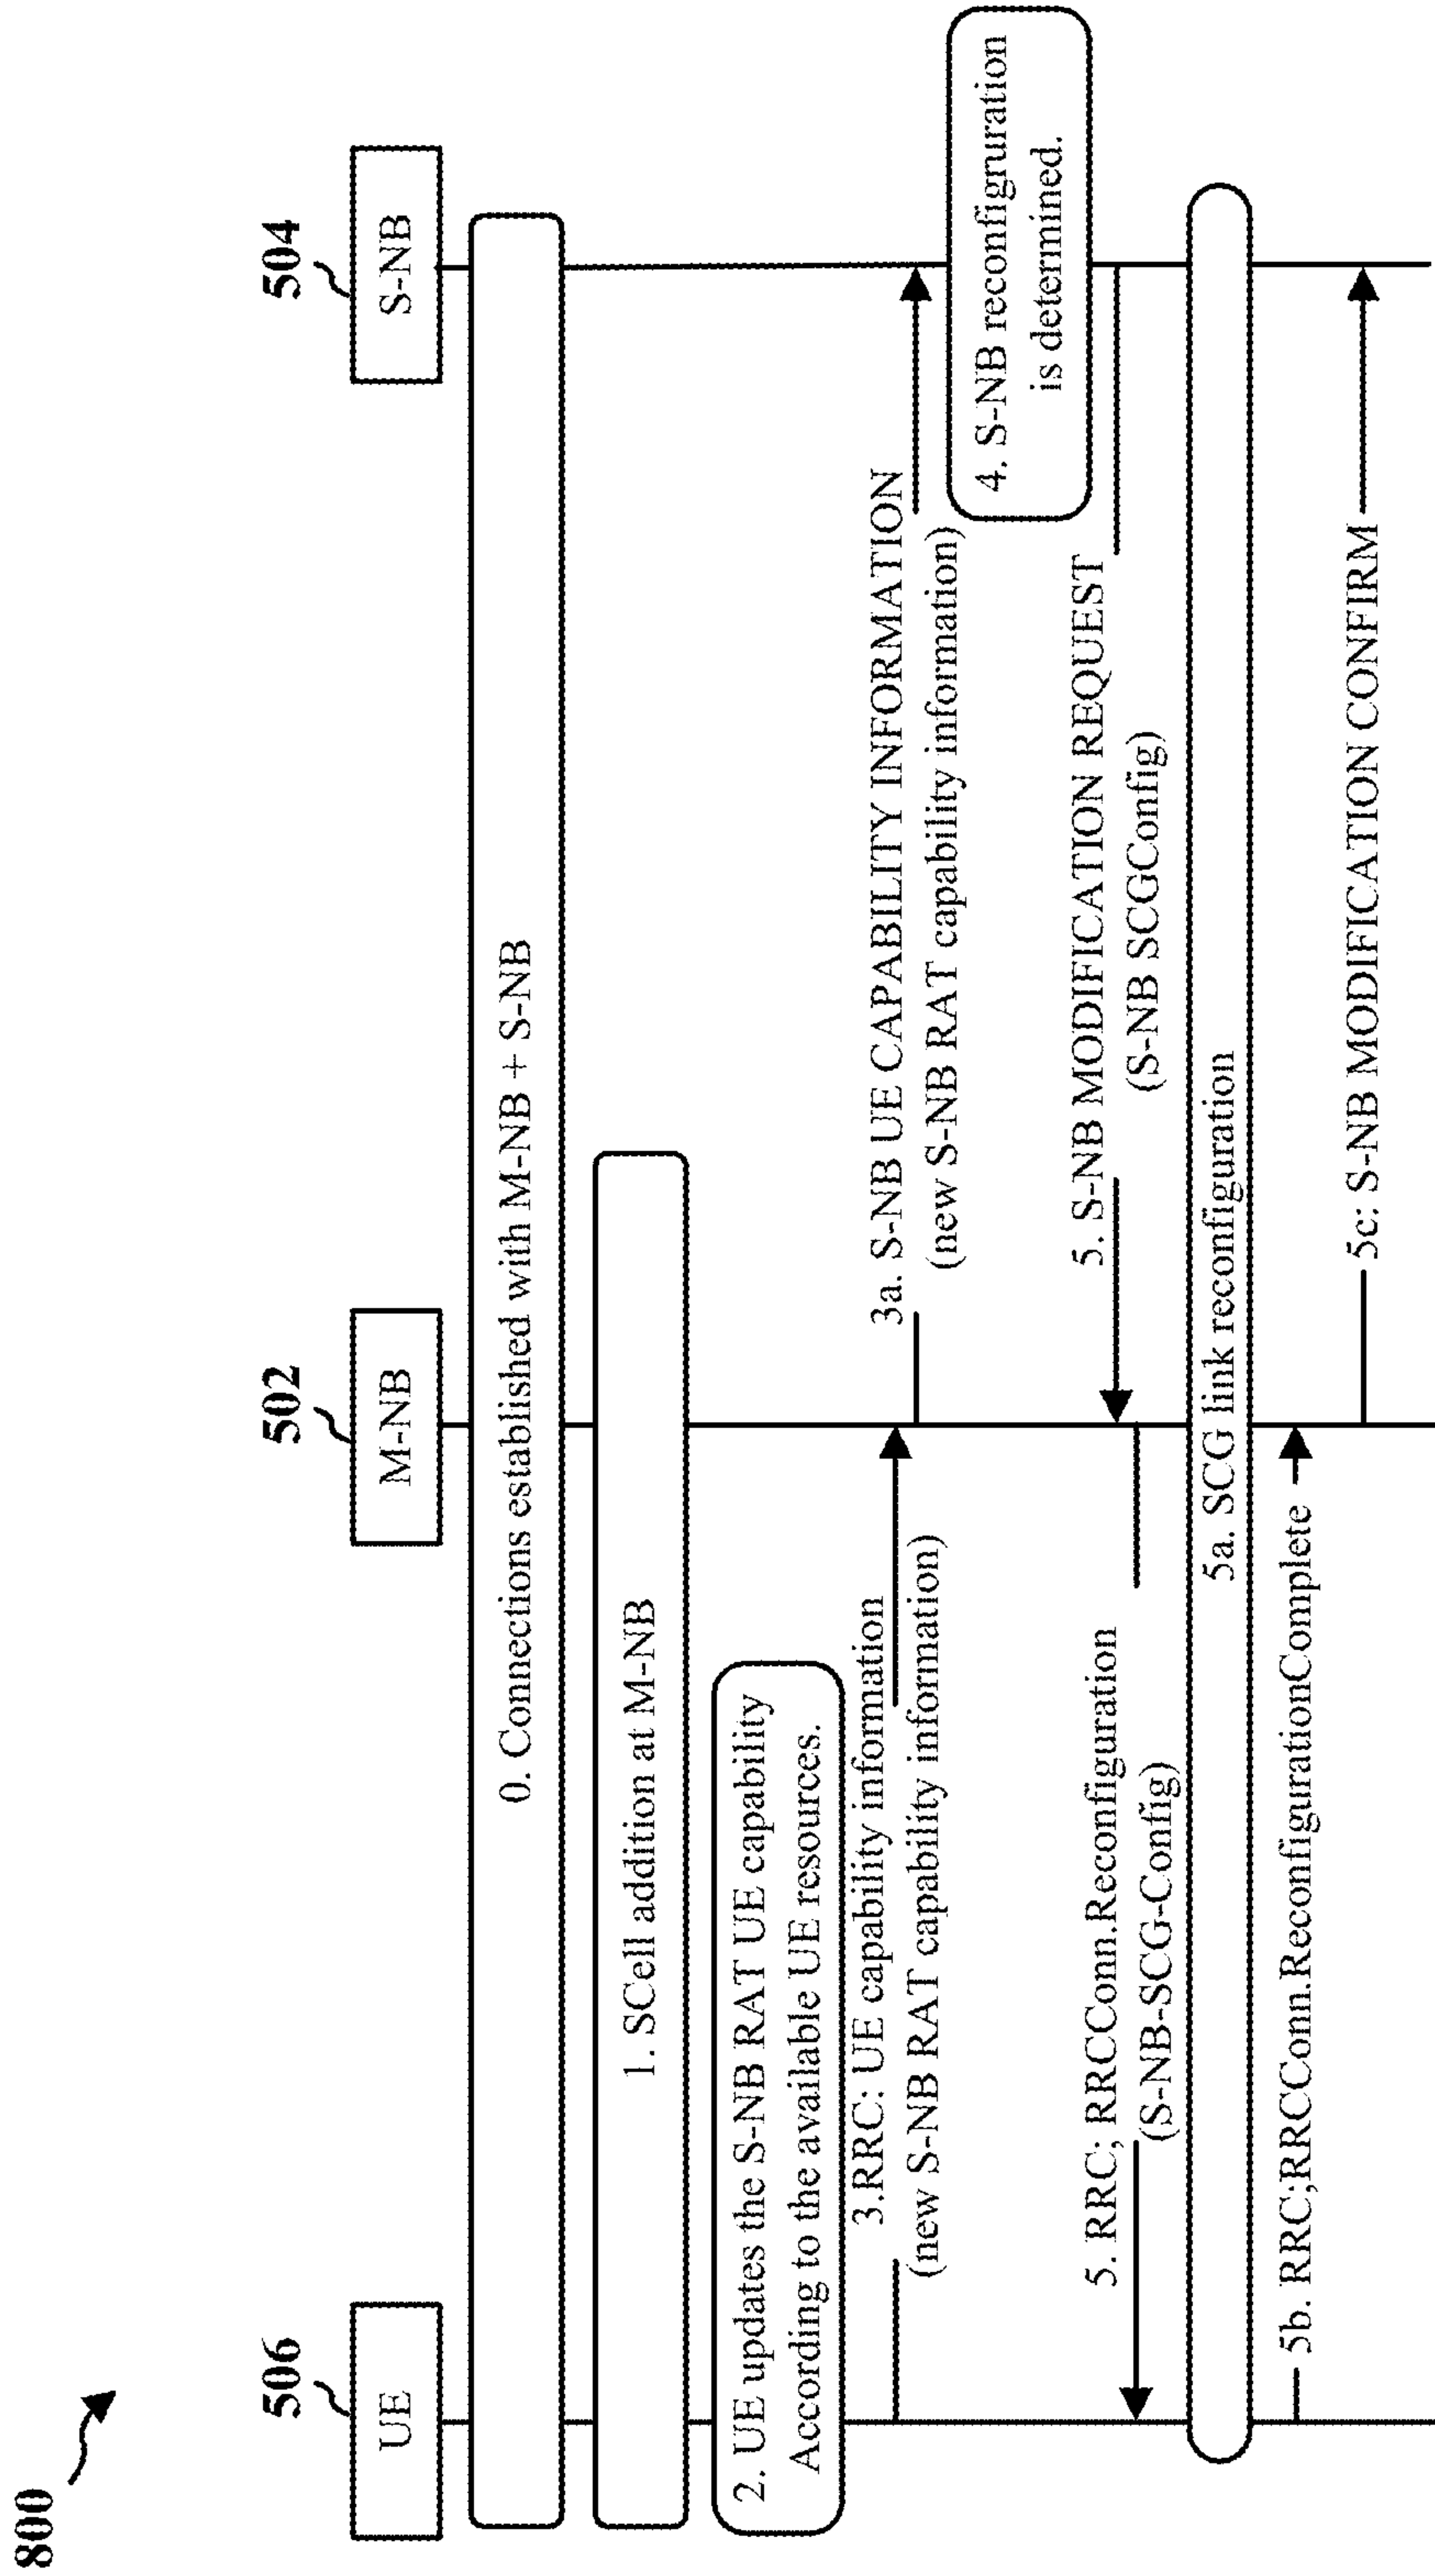 800
506
502
504
UE
M-NB
S-NB
0. Connections established with M-NB + S-NB
1. SCell addition at M-NB
2. UE updates the S-NB RAT UE capability
According to the available UE resources.
3.RRC: UE capability information
(new S-NB RAT capability information)
3a. S-NB UE CAPABILITY INFORMATION
(new S-NB RAT capability information)
4. S-NB reconfigruration
is determined.
5. S-NB MODIFICATION REQUEST
(S-NB SCGConfig)
5. RRC; RRCConn.Reconfiguration
(S-NB-SCG-Config)
5a. SCG link reconfiguration
5b. RRC;RRCConn.ReconfigurationComplete
5c: S-NB MODIFICATION CONFIRM